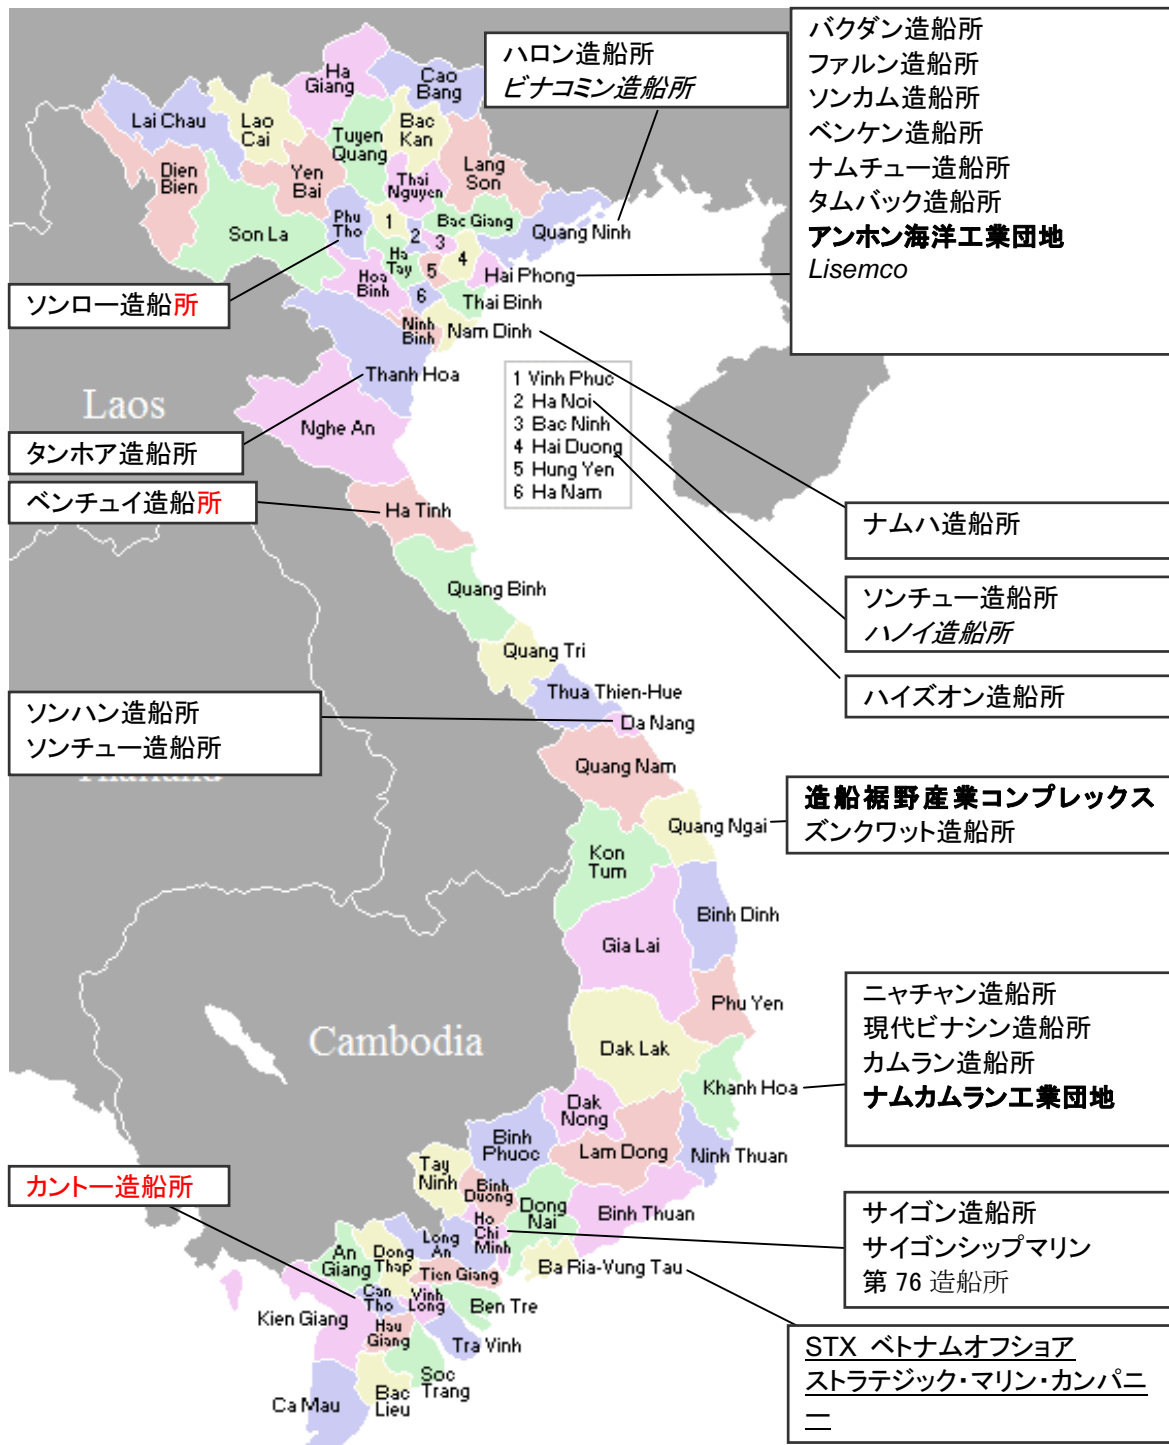 ハロン造船所
ビナコミン造船所
バクダン造船所
ファルン造船所
ソンカム造船所
ベンケン造船所
ナムチュー造船所
タムバック造船所
アンホン海洋工業団地
Lisemco
Ha
Giang
Cao
Bang
Lai Chau
Lao
Cai
Tuyen
Quang
Bac
Kan
Dien
Bien
Yen
Bai
Thai
Nguyen
Lang
Son
Son La
Phu
Tho
1
2
3
4
5
6
Bac Giang
Quang Ninh
Ha
Tay
Hoa
Binh
Hai Phong
Thai Binh
Ninh
Binh
Nam Dinh
ソンロー造船所
Thanh Hoa
Laos
Nghe An
1 Vinh Phuc
2 Ha Noi
3 Bac Ninh
4 Hai Duong
5 Hung Yen
6 Ha Nam
タンホア造船所
ベンチュイ造船所
Ha Tinh
ナムハ造船所
Quang Binh
ソンチュー造船所
ハノイ造船所
Quang Tri
Thua Thien-Hue
ハイズオン造船所
ソンハン造船所
ソンチュー造船所
Da Nang
Quang Nam
造船裾野産業コンプレックス
ズンクワット造船所
Quang Ngai
Kon
Tum
Binh Dinh
Gia Lai
Phu Yen
ニャチャン造船所
現代ビナシン造船所
カムラン造船所
ナムカムラン工業団地
Cambodia
Dak Lak
Khanh Hoa
Dak
Nong
Binh
Phuoc
Lam Dong
Ninh Thuan
カントー造船所
Tay
Ninh
Binh
Duong
Dong
Nai
Binh Thuan
Ho
Chi
Minh
サイゴン造船所
サイゴンシップマリン
第 76 造船所
An
Giang
Dong
Thap
Long
An
Tien Giang
Ba Ria-Vung Tau
Can
Tho
Vinh
Long
Ben Tre
Kien Giang
Hau
Giang
Tra Vinh
Soc
Trang
Bac
Lieu
Ca Mau
STX ベトナムオフショア
ストラテジック・マリン・カンパニ
ー